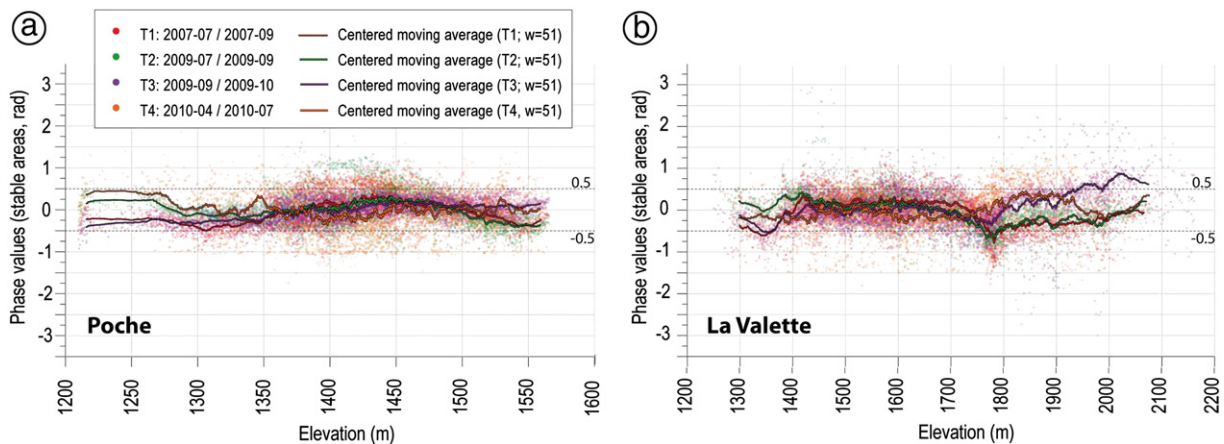 a
T1: 2007-07 / 2007-09 Centered moving average (T1; w=51)
T2: 2009-07 / 2009-09 Centered moving average (T2; w=51)
T3: 2009-09 / 2009-10 Centered moving average (T3; w=51)
T4: 2010-04 / 2010-07 Centered moving average (T4; w=51)
Phase values (stable areas, rad)
3
2
1
0
-1
-2
-3
0.5
-0.5
Poche
1200 1250 1300 1350 1400 1450 1500 1550 1600
Elevation (m)
b
Phase values (stable areas, rad)
3
2
1
0
-1
-2
-3
0.5
-0.5
La Valette
1200 1300 1400 1500 1600 1700 1800 1900 2000 2100 2200
Elevation (m)